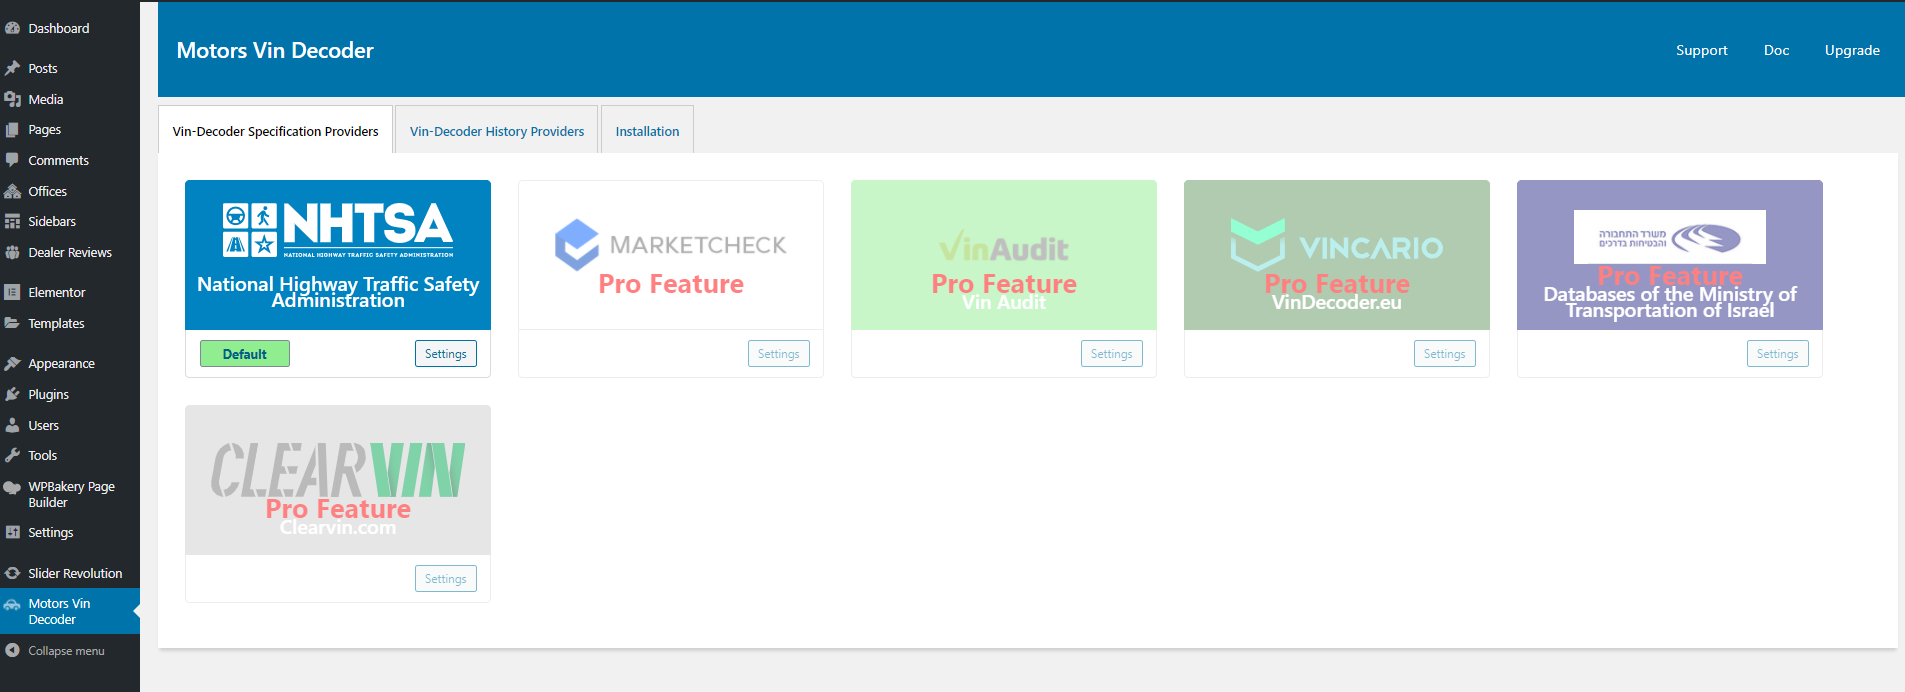 Dashboard
Posts
Media
Pages
Comments
Offices
Sidebars
Dealer Reviews
Elementor
Templates
Appearance
Plugins
Users
Tools
WPBakery Page
Builder
Settings
Slider Revolution
Motors Vin
Decoder
Collapse menu
Motors Vin Decoder
Support Doc Upgrade
Vin-Decoder Specification Providers Vin-Decoder History Providers Installation
NHTSA
NATIONAL HIGHWAY TRAFFIC SAFETY ADMINISTRATION
National Highway Traffic Safety
Administration
Default Settings
MARKETCHECK
Pro Feature
Settings
VinAudit
Pro Feature
Vin Audit
Settings
VINCARIO
Pro Feature
VinDecoder.eu
Settings
משרד התחבורה
והבטיחות בדרכים
Pro Feature
Databases of the Ministry of
Transportation of Israel
Settings
CLEARVIN
Pro Feature
Clearvin.com
Settings